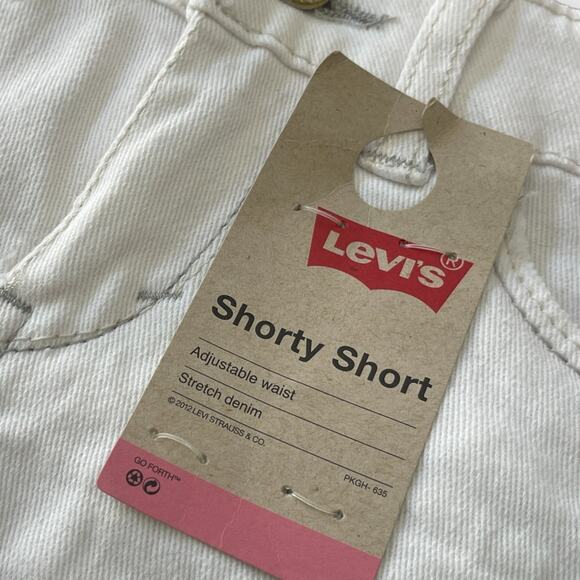 LEVI'S®
Shorty Short
Adjustable waist
Stretch denim
© 2012 LEVI STRAUSS & CO.
PKGH- 635
GO FORTH™